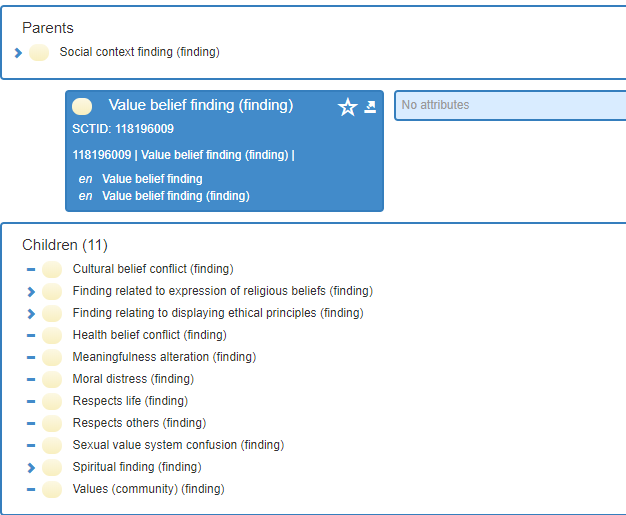 Parents
Social context finding (finding)
Value belief finding (finding)
No attributes
SCTID: 118196009
118196009 | Value belief finding (finding) |
en Value belief finding
en Value belief finding (finding)
Children (11)
Cultural belief conflict (finding)
Finding related to expression of religious beliefs (finding)
Finding relating to displaying ethical principles (finding)
Health belief conflict (finding)
Meaningfulness alteration (finding)
Moral distress (finding)
Respects life (finding)
Respects others (finding)
Sexual value system confusion (finding)
Spiritual finding (finding)
Values (community) (finding)